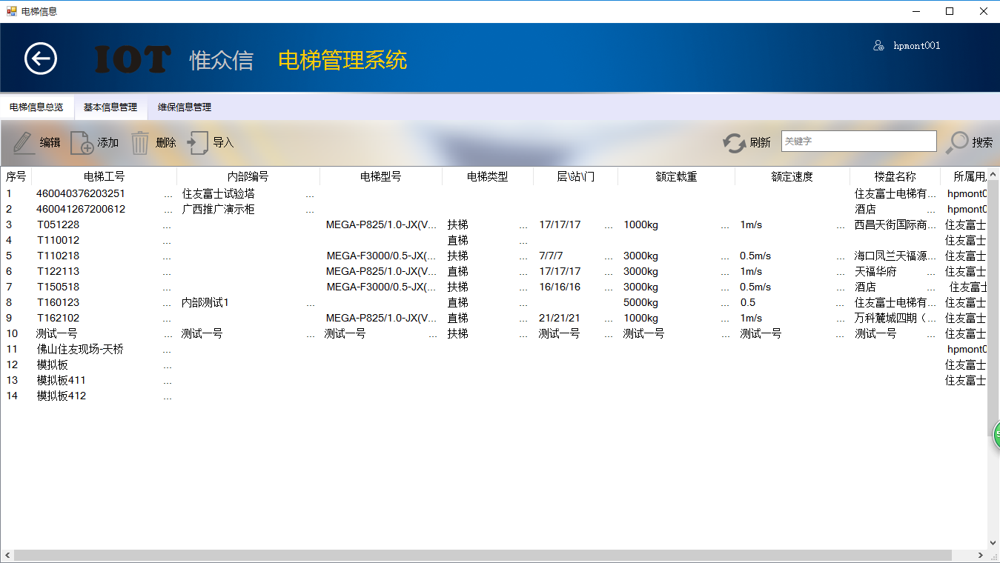 电梯信息
IOT 惟众信 电梯管理系统 hpmont001
电梯信息总览 基本信息管理 维保信息管理
编辑 添加 删除 导入 刷新 关键字 搜索
序号 电梯工号 内部编号 电梯型号 电梯类型 层\站\门 额定载重 额定速度 楼盘名称 所属用
1 460040376203251 ... 住友富士试验塔 ... 住友富士电梯有... hpmont0
2 460041267200612 ... 广西推广演示柜 ... 酒店 ... hpmont0
3 T051228 ... MEGA-P825/1.0-JX(V... 扶梯 ... 17/17/17 ... 1000kg ... 1m/s ... 西昌天街国际商... 住友富士
4 T110012 ... 直梯 ... 住友富士
5 T110218 ... MEGA-F3000/0.5-JX(... 扶梯 ... 7/7/7 ... 3000kg ... 0.5m/s ... 海口凤兰天福源... 住友富士
6 T122113 ... MEGA-P825/1.0-JX(V... 直梯 ... 17/17/17 ... 3000kg ... 1m/s ... 天福华府 ... 住友富士
7 T150518 ... MEGA-F3000/0.5-JX(... 扶梯 ... 16/16/16 ... 3000kg ... 0.5m/s ... 酒店 ... 住友富士
8 T160123 ... 内部测试1 ... 直梯 ... 5000kg ... 0.5 ... 住友富士电梯有... 住友富士
9 T162102 ... MEGA-P825/1.0-JX(V... 直梯 ... 21/21/21 ... 1000kg ... 1m/s ... 万科麓城四期（... 住友富士
10 测试一号 ... 测试一号 ... 测试一号 ... 扶梯 ... 测试一号 ... 测试一号 ... 测试一号 ... 测试一号 ... 住友富士
11 佛山住友现场-天桥 ... hpmont0
12 模拟板 ... 住友富士
13 模拟板411 ... 住友富士
14 模拟板412 ...